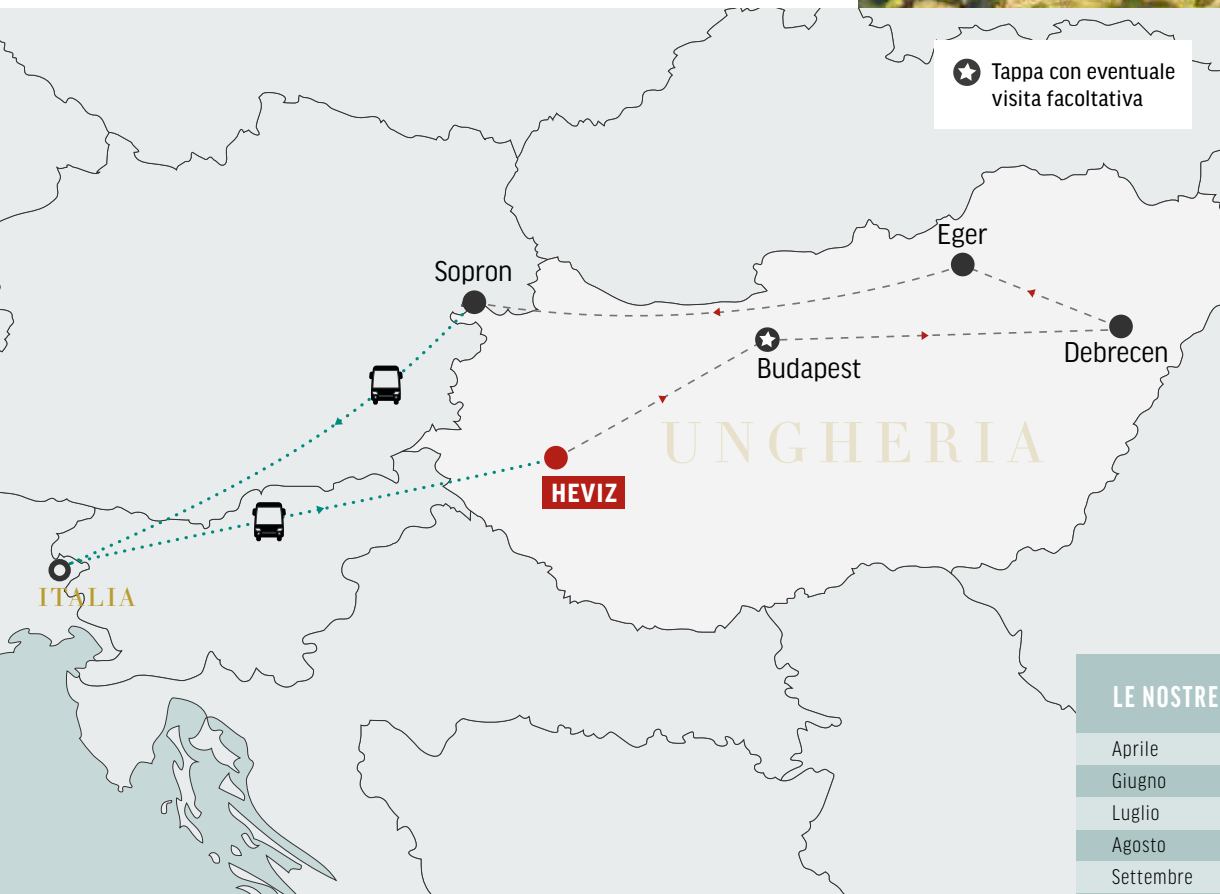 Tappa con eventuale
visita facoltativa
Eger
Sopron
Budapest
Debrecen
UNGHERIA
HEVIZ
ITALIA
LE NOSTRE
Aprile
Giugno
Luglio
Agosto
Settembre